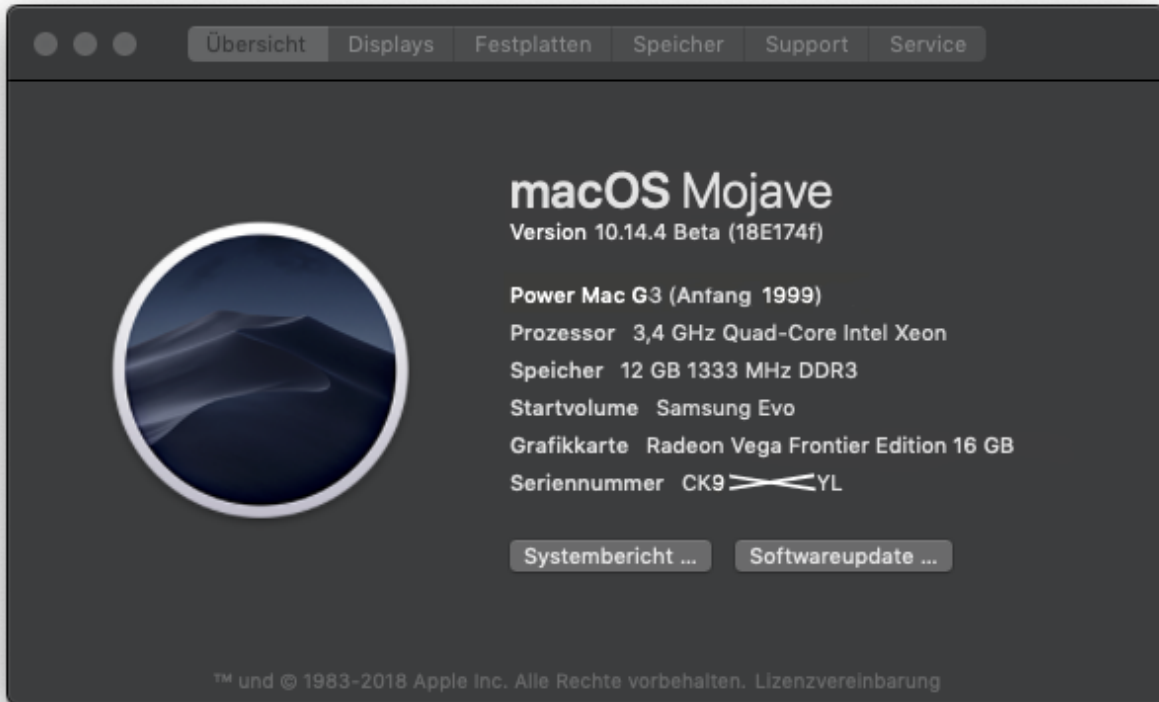 Übersicht Displays Festplatten Speicher Support Service
macOS Mojave
Version 10.14.4 Beta (18E174f)
Power Mac G3 (Anfang 1999)
Prozessor 3,4 GHz Quad-Core Intel Xeon
Speicher 12 GB 1333 MHz DDR3
Startvolume Samsung Evo
Grafikkarte Radeon Vega Frontier Edition 16 GB
Seriennummer CK9 YL
Systembericht ... Softwareupdate ...
™ und © 1983-2018 Apple Inc. Alle Rechte vorbehalten. Lizenzvereinbarung